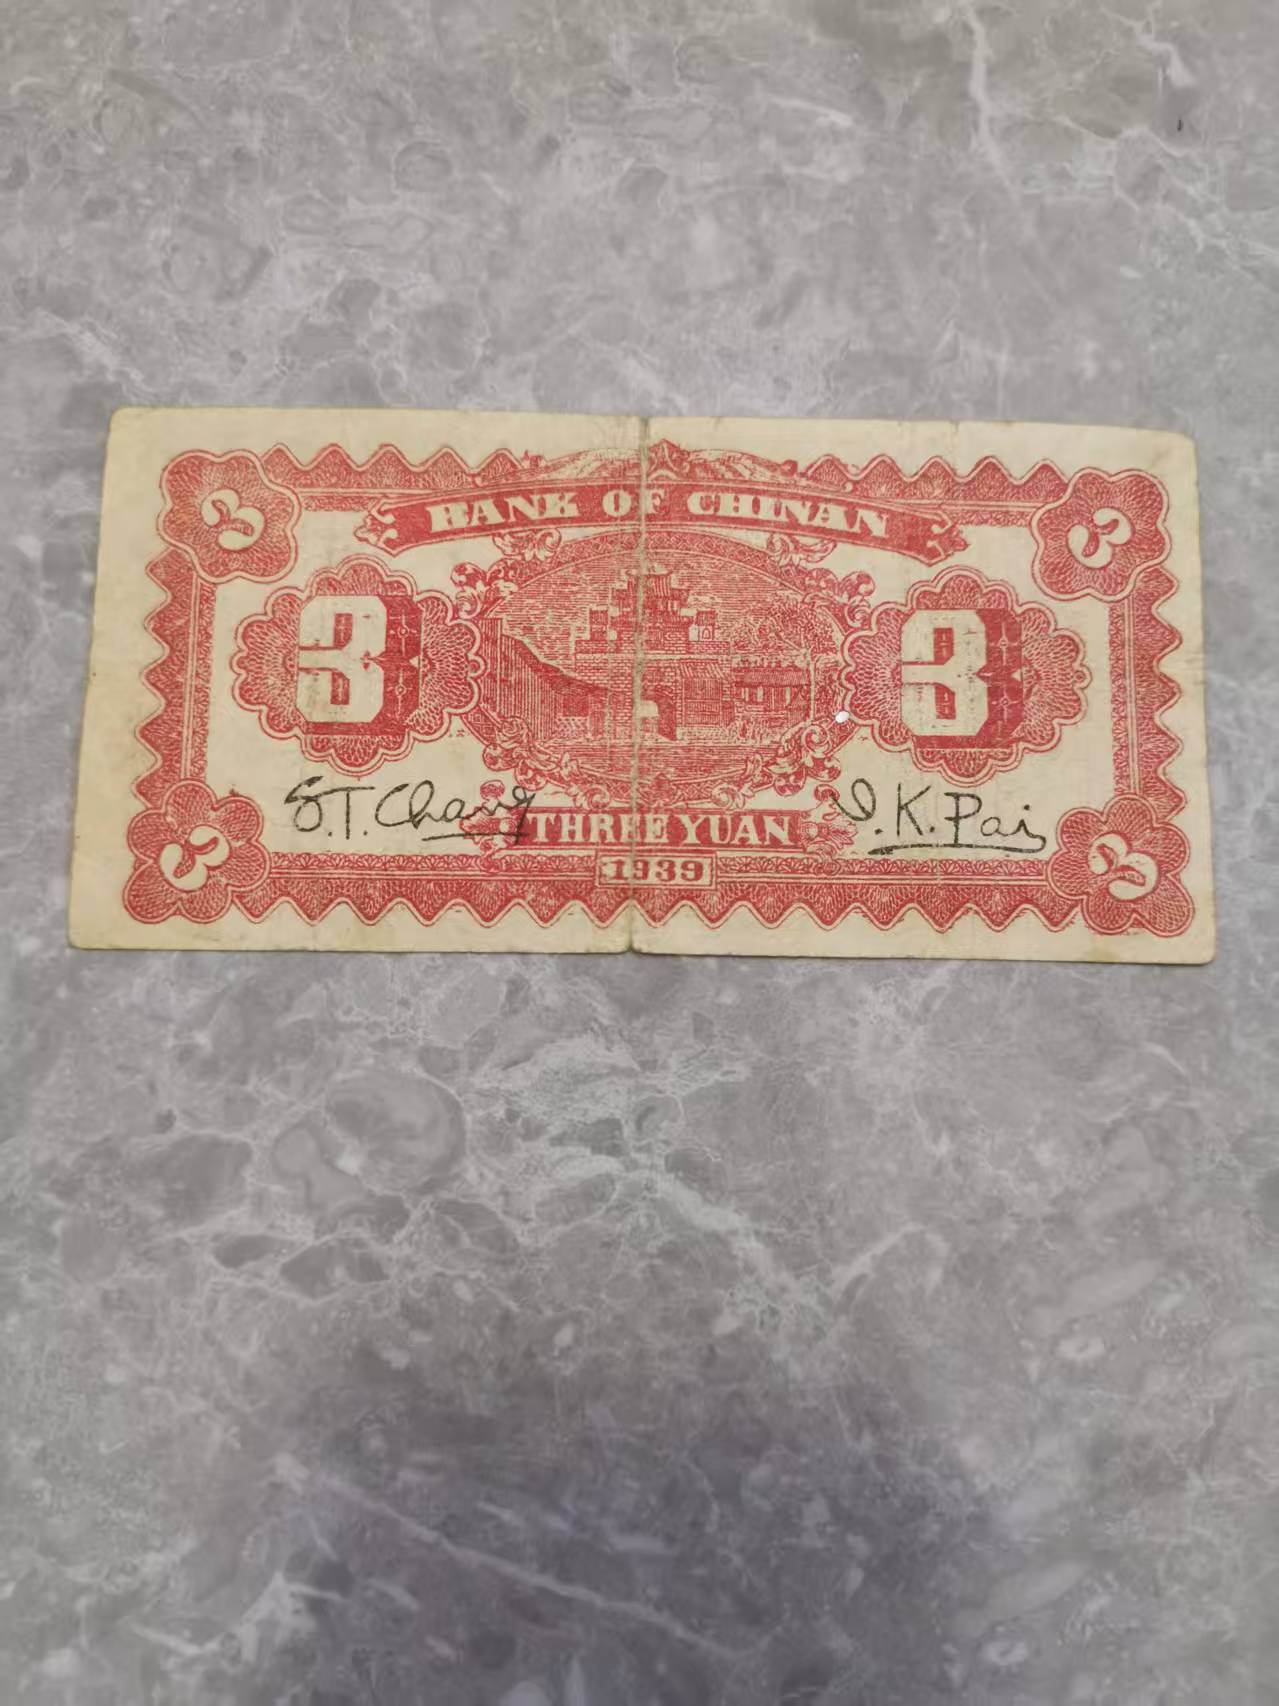 3 3
BANK OF CHINAN
3 3
S.T. Chang THREE YUAN I.K. Pai
1939
3 3